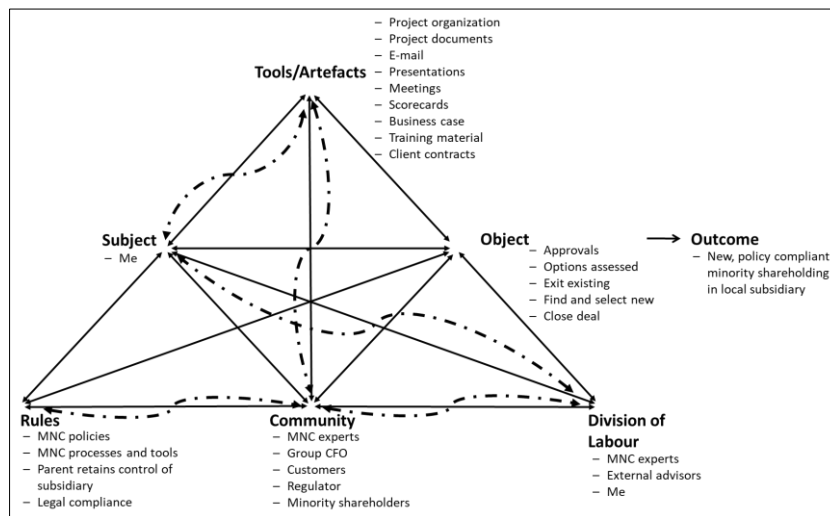 – Project organization
– Project documents
– E-mail
– Presentations
– Meetings
– Scorecards
– Business case
– Training material
– Client contracts
Tools/Artefacts
Subject
– Me
Object
– Approvals
– Options assessed
– Exit existing
– Find and select new
– Close deal
Outcome
– New, policy compliant
minority shareholding
in local subsidiary
Rules
– MNC policies
– MNC processes and tools
– Parent retains control of
subsidiary
– Legal compliance
Community
– MNC experts
– Group CFO
– Customers
– Regulator
– Minority shareholders
Division of
Labour
– MNC experts
– External advisors
– Me